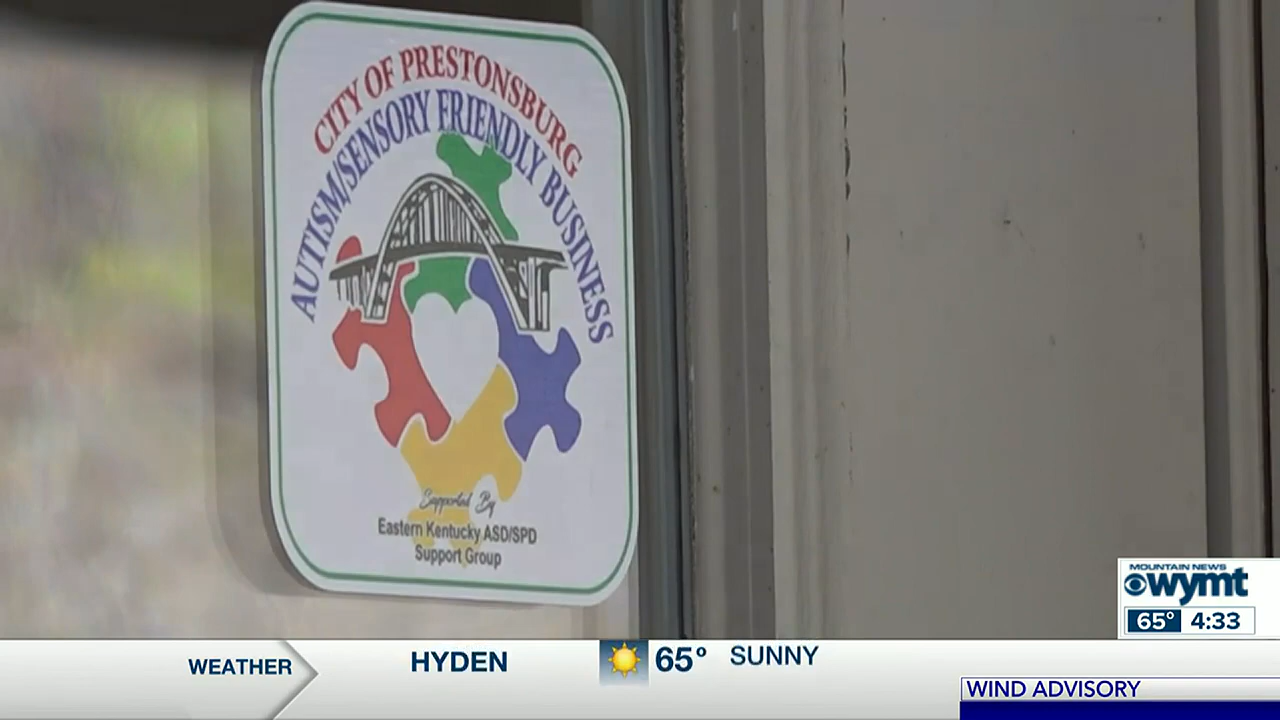 CITY OF PRESTONSBURG
AUTISM/SENSORY FRIENDLY BUSINESS
Supported By
Eastern Kentucky ASD/SPD
Support Group
MOUNTAIN NEWS
wymt
65° 4:33
WEATHER
HYDEN
65° SUNNY
WIND ADVISORY